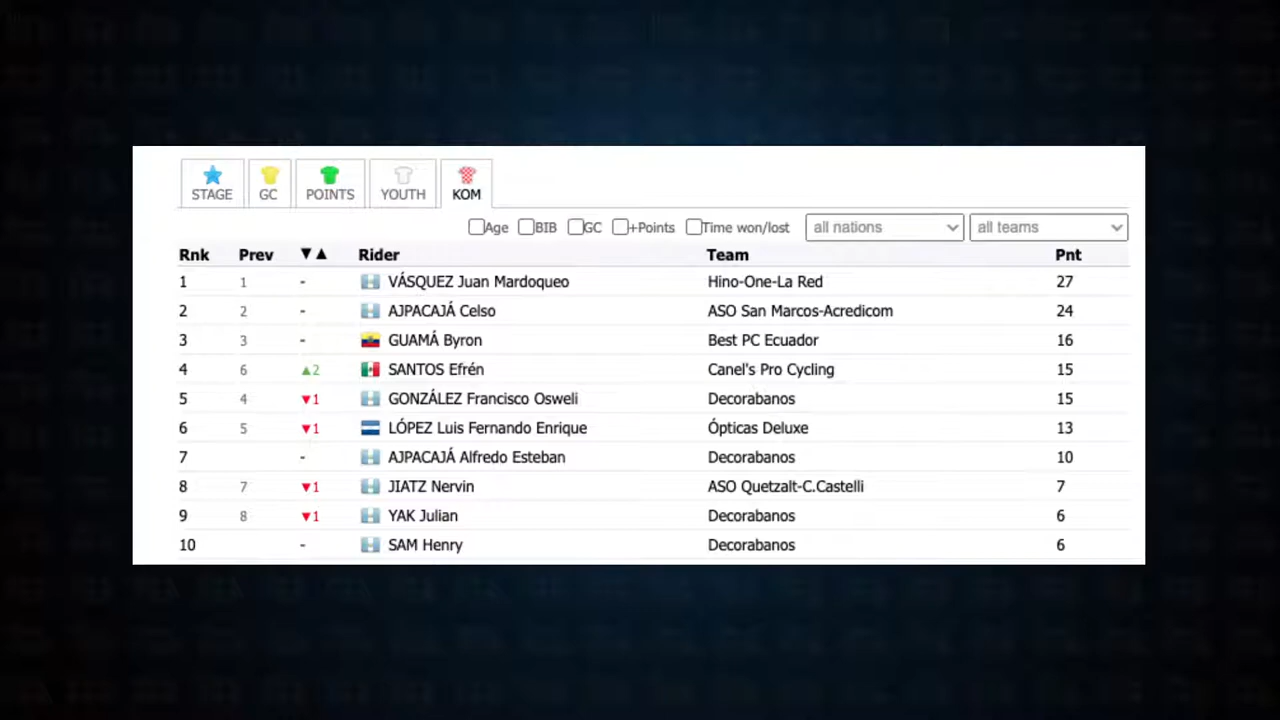 STAGE GC POINTS YOUTH KOM
Age BIB GC +Points Time won/lost all nations all teams
Rnk Prev ▼▲ Rider Team Pnt
1 1 - VÁSQUEZ Juan Mardoqueo Hino-One-La Red 27
2 2 - AJPACAJÁ Celso ASO San Marcos-Acredicom 24
3 3 - GUAMÁ Byron Best PC Ecuador 16
4 6 ▲2 SANTOS Efrén Canel's Pro Cycling 15
5 4 ▼1 GONZÁLEZ Francisco Osweli Decorabanos 15
6 5 ▼1 LÓPEZ Luis Fernando Enrique Ópticas Deluxe 13
7 - AJPACAJÁ Alfredo Esteban Decorabanos 10
8 7 ▼1 JIATZ Nervin ASO Quetzalt-C.Castelli 7
9 8 ▼1 YAK Julian Decorabanos 6
10 - SAM Henry Decorabanos 6